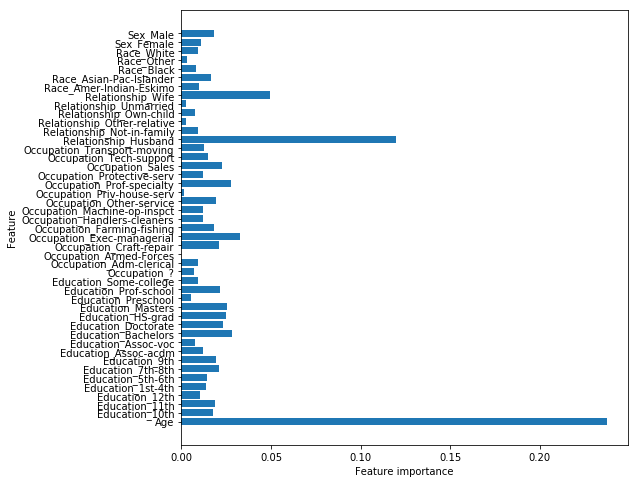 Sex_Male
Sex_Female
Race_White
Race_Other
Race_Black
Race_Asian-Pac-Islander
Race_Amer-Indian-Eskimo
Relationship_Wife
Relationship_Unmarried
Relationship_Own-child
Relationship_Other-relative
Relationship_Not-in-family
Relationship_Husband
Occupation_Transport-moving
Occupation_Tech-support
Occupation_Sales
Occupation_Protective-serv
Occupation_Prof-specialty
Occupation_Priv-house-serv
Occupation_Other-service
Occupation_Machine-op-inspct
Occupation_Handlers-cleaners
Occupation_Farming-fishing
Occupation_Exec-managerial
Occupation_Craft-repair
Occupation_Armed-Forces
Occupation_Adm-clerical
Occupation_?
Education_Some-college
Education_Prof-school
Education_Preschool
Education_Masters
Education_HS-grad
Education_Doctorate
Education_Bachelors
Education_Assoc-voc
Education_Assoc-acdm
Education_9th
Education_7th-8th
Education_5th-6th
Education_1st-4th
Education_12th
Education_11th
Education_10th
Age
Feature
0.00 0.05 0.10 0.15 0.20
Feature importance